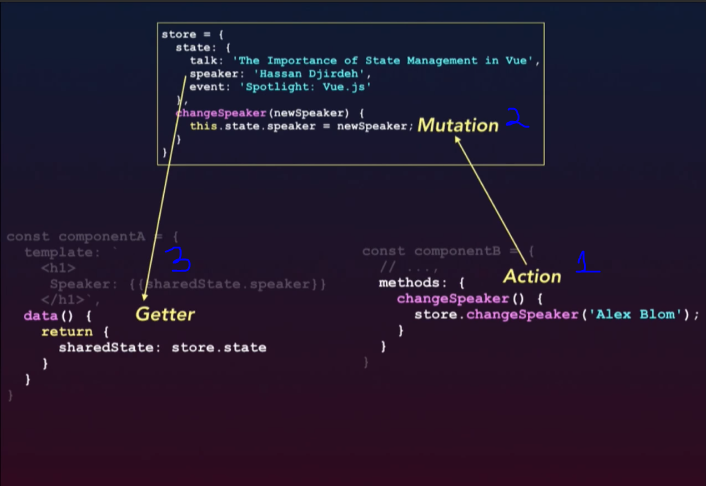 store = {
state: {
talk: 'The Importance of State Management in Vue',
speaker: 'Hassan Djirdeh',
event: 'Spotlight: Vue.js'
},
changeSpeaker(newSpeaker) {
this.state.speaker = newSpeaker; Mutation 2
}
}
const componentA = {
template: `
<h1>
Speaker: {{sharedState.speaker}}
</h1>`,
3
data() { Getter
return {
sharedState: store.state
}
}
}
const componentB = {
// ...,
methods: { Action 1
changeSpeaker() {
store.changeSpeaker('Alex Blom');
}
}
}